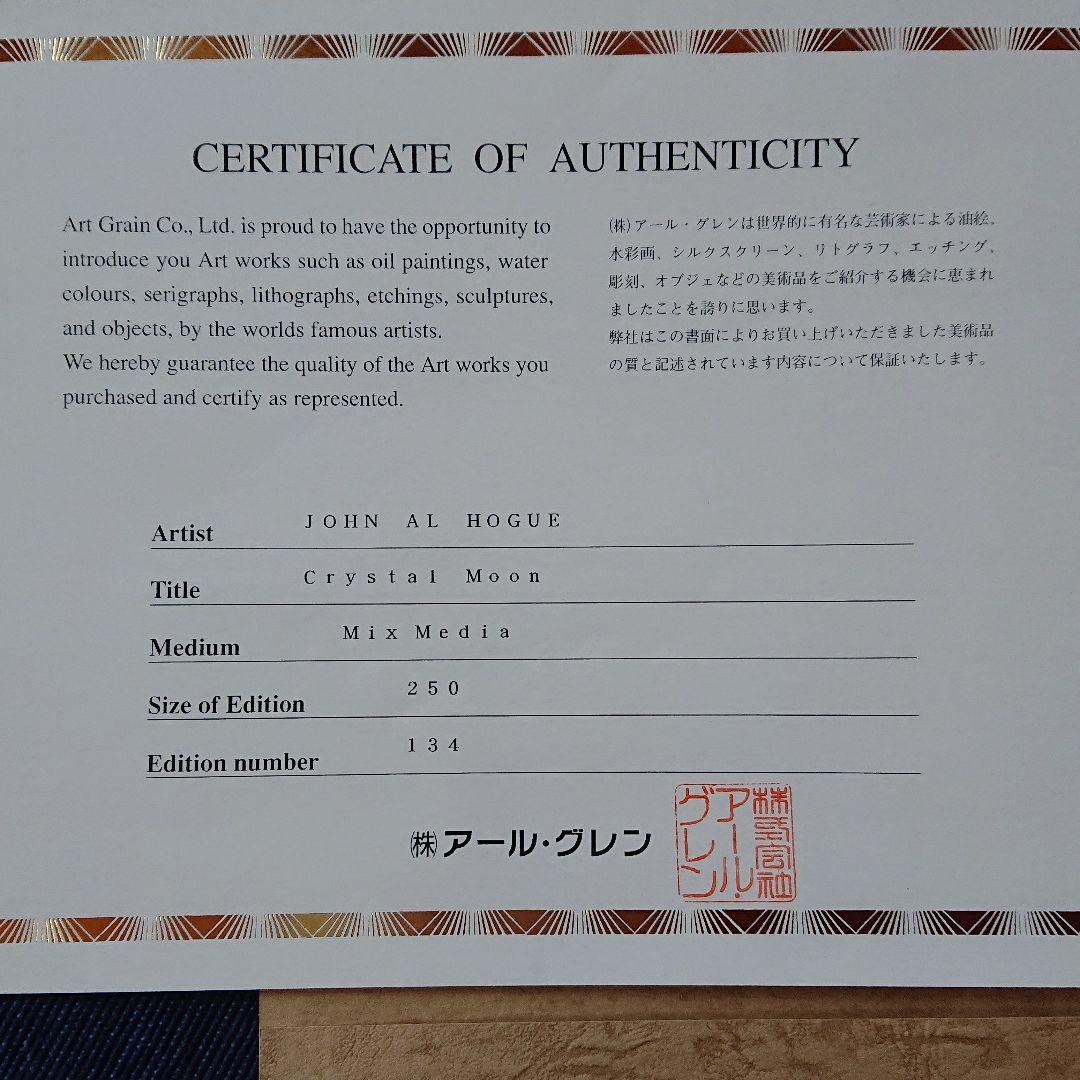 CERTIFICATE OF AUTHENTICITY
Art Grain Co., Ltd. is proud to have the opportunity to
introduce you Art works such as oil paintings, water
colours, serigraphs, lithographs, etchings, sculptures,
and objects, by the worlds famous artists.
We hereby guarantee the quality of the Art works you
purchased and certify as represented.
(株)アール・グレンは世界的に有名な芸術家による油絵、
水彩画、シルクスクリーン、リトグラフ、エッチング、
彫刻、オブジェなどの美術品をご紹介する機会に恵まれ
ましたことを誇りに思います。
弊社はこの書面によりお買い上げいただきました美術品
の質と記述されています内容について保証いたします。
Artist JOHN AL HOGUE
Title Crystal Moon
Medium Mix Media
Size of Edition 250
Edition number 134
㈱アール・グレン
株式会社
アール・
グレン